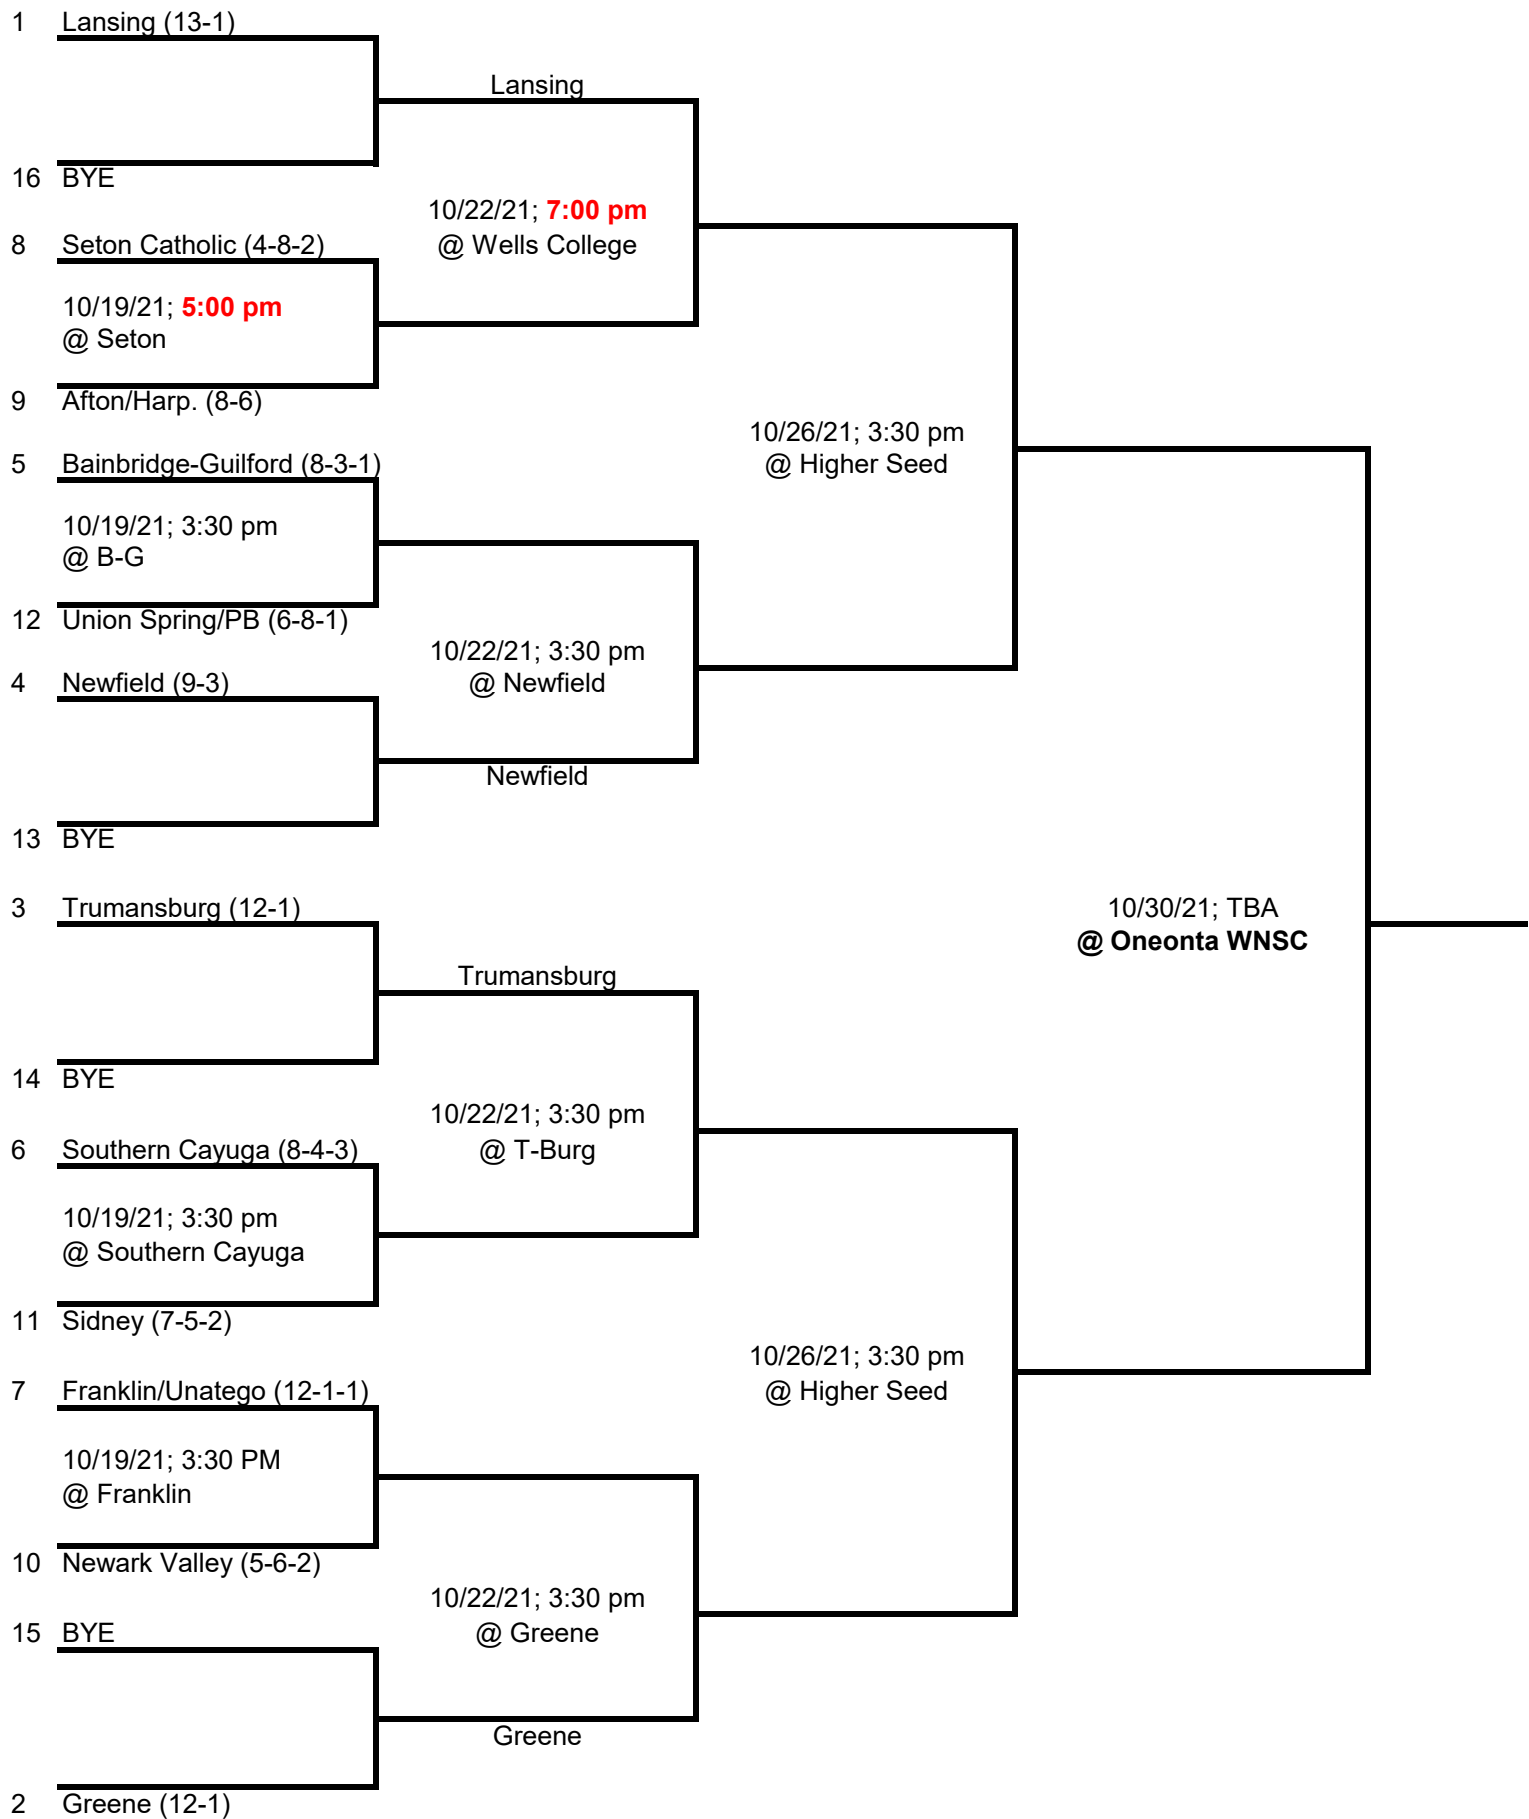 1 Lansing (13-1)
Lansing
16 BYE
10/22/21; 7:00 pm
@ Wells College
8 Seton Catholic (4-8-2)
10/19/21; 5:00 pm
@ Seton
9 Afton/Harp. (8-6)
10/26/21; 3:30 pm
@ Higher Seed
5 Bainbridge-Guilford (8-3-1)
10/19/21; 3:30 pm
@ B-G
12 Union Spring/PB (6-8-1)
10/22/21; 3:30 pm
@ Newfield
4 Newfield (9-3)
Newfield
13 BYE
3 Trumansburg (12-1)
10/30/21; TBA
@ Oneonta WNSC
Trumansburg
14 BYE
10/22/21; 3:30 pm
@ T-Burg
6 Southern Cayuga (8-4-3)
10/19/21; 3:30 pm
@ Southern Cayuga
11 Sidney (7-5-2)
10/26/21; 3:30 pm
@ Higher Seed
7 Franklin/Unatego (12-1-1)
10/19/21; 3:30 PM
@ Franklin
10 Newark Valley (5-6-2)
10/22/21; 3:30 pm
@ Greene
15 BYE
Greene
2 Greene (12-1)